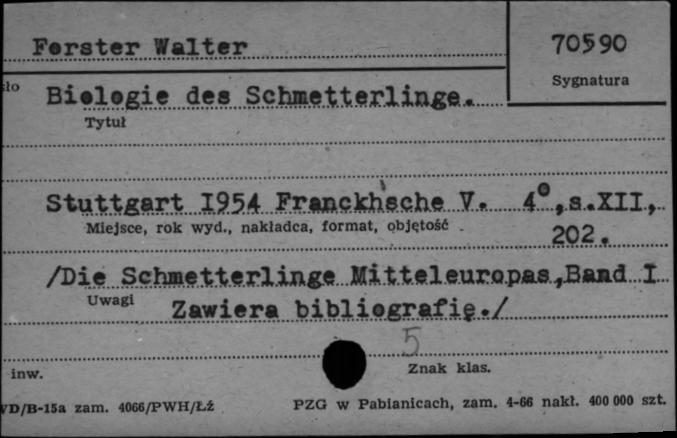 Forster Walter
70590
Sygnatura
Biologie des Schmetterlinge.
Tytuł
Stuttgart I954 Franckhsche V. 4⁰,s.XII,
Miejsce, rok wyd., nakładca, format, objętość
202.
/Die Schmetterlinge Mitteleuropas,Band I
Uwagi
Zawiera bibliografię./
5
inw.
Znak klas.
/D/B-15a zam. 4066/PWH/Łź
PZG w Pabianicach, zam. 4-66 nakł. 400 000 szt.